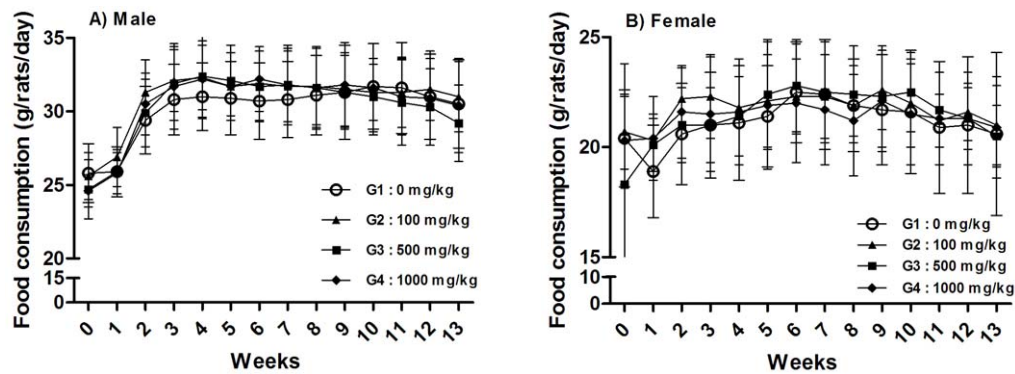 A) Male
Food consumption (g/rats/day)
35
30
25
20
15
0
G1 : 0 mg/kg
G2 : 100 mg/kg
G3 : 500 mg/kg
G4 : 1000 mg/kg
0 1 2 3 4 5 6 7 8 9 10 11 12 13
Weeks
B) Female
Food consumption (g/rats/day)
25
20
15
10
0
G1 : 0 mg/kg
G2 : 100 mg/kg
G3 : 500 mg/kg
G4 : 1000 mg/kg
0 1 2 3 4 5 6 7 8 9 10 11 12 13
Weeks